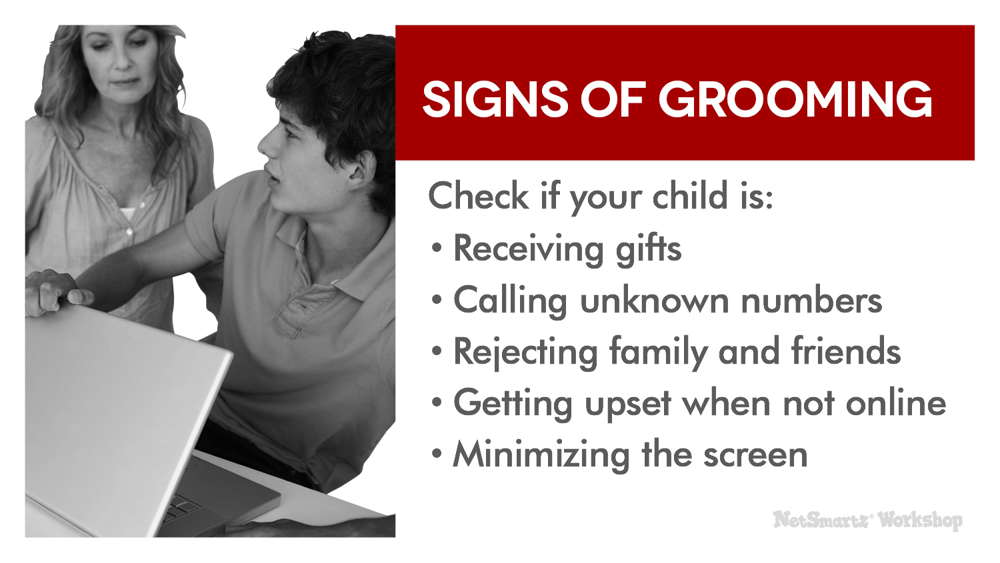 SIGNS OF GROOMING
Check if your child is:
• Receiving gifts
• Calling unknown numbers
• Rejecting family and friends
• Getting upset when not online
• Minimizing the screen
NetSmartz® Workshop